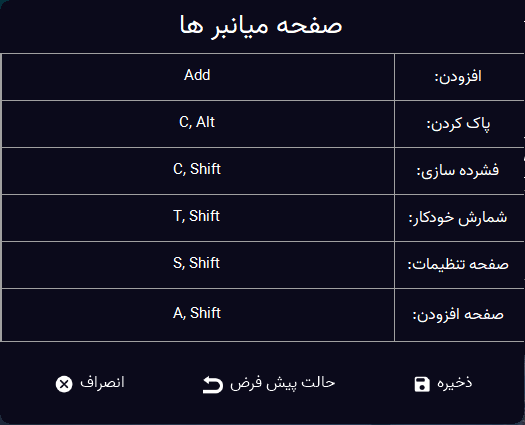 صفحه میانبر ها
افزودن: Add
پاک کردن: C, Alt
فشرده سازی: C, Shift
شمارش خودکار: T, Shift
صفحه تنظیمات: S, Shift
صفحه افزودن: A, Shift
ذخیره حالت پیش فرض انصراف